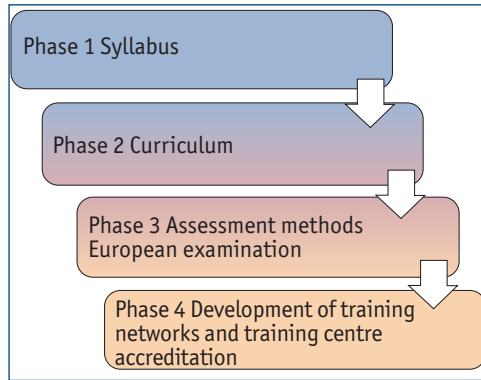 Phase 1 Syllabus
Phase 2 Curriculum
Phase 3 Assessment methods
European examination
Phase 4 Development of training
networks and training centre
accreditation